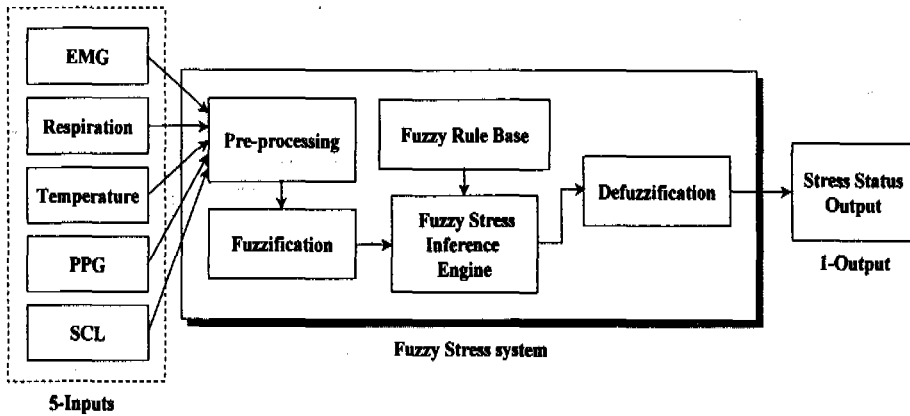 EMG
Respiration
Temperature
PPG
SCL
5-Inputs
Pre-processing
Fuzzification
Fuzzy Rule Base
Fuzzy Stress
Inference
Engine
Defuzzification
Fuzzy Stress system
Stress Status
Output
1-Output